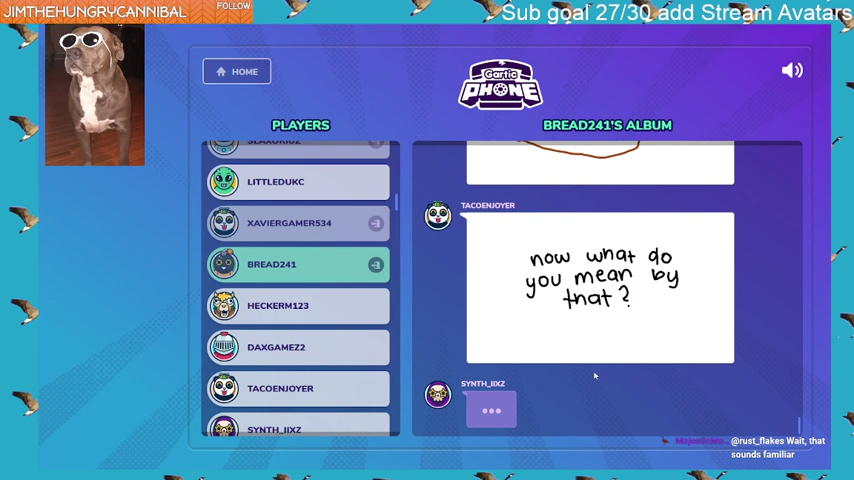 JIMTHEHUNGRYCANNIBAL
FOLLOW
Sub goal 27/30 add Stream Avatars
HOME
Gartic
PHONE
PLAYERS
BREAD241'S ALBUM
LITTLEDUKC
XAVIERGAMER534
BREAD241
HECKERM123
DAXGAMEZ2
TACOENJOYER
SYNTH_IIXZ
TACOENJOYER
now what do
you mean by
that?
SYNTH_IIXZ
...
@rust_flakes Wait, that
sounds familiar